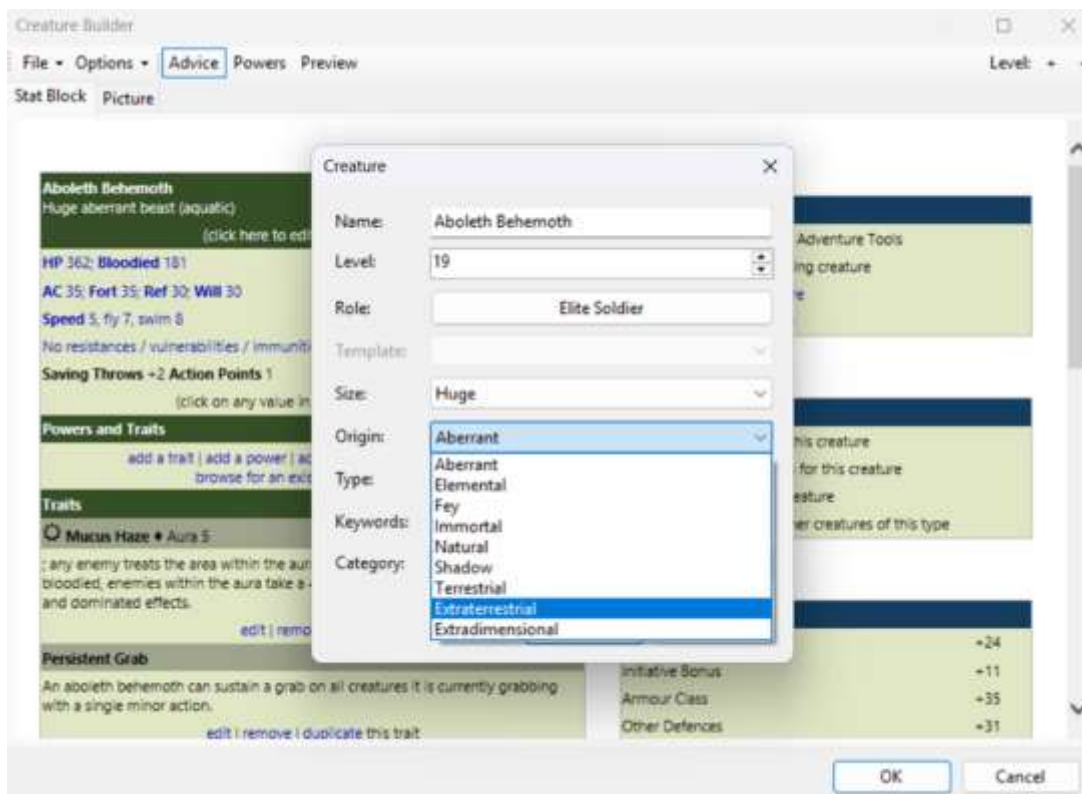 Creature Builder
File Options Advice Powers Preview Level: +
Stat Block Picture
Aboleth Behemoth
Huge aberrant beast (aquatic)
(click here to edi
HP 362; Bloodied 181
AC 35; Fort 35; Ref 30; Will 30
Speed 5, fly 7, swim 8
No resistances / vulnerabilities / immuniti
Saving Throws +2 Action Points 1
(click on any value in
Powers and Traits
add a trait | add a power |
browse for an
Traits
Mucus Haze ♦ Aura 5
; any enemy treats the area within the aur
bloodied, enemies within the aura take a
and dominated effects.
edit | remo
Persistent Grab
An aboleth behemoth can sustain a grab on all creatures it is currently grabbing
with a single minor action.
edit | remove | duplicate this trait
Creature
Name: Aboleth Behemoth
Level: 19
Role: Elite Soldier
Template:
Size: Huge
Origin: Aberrant
Aberrant
Elemental
Fey
Immortal
Natural
Shadow
Terrestrial
Extraterrestrial
Extradimensional
Type:
Keywords:
Category:
Adventure Tools
ing creature
his creature
for this creature
eature
er creatures of this type
+24
Initiative Bonus +11
Armour Class +35
Other Defences +31
OK Cancel